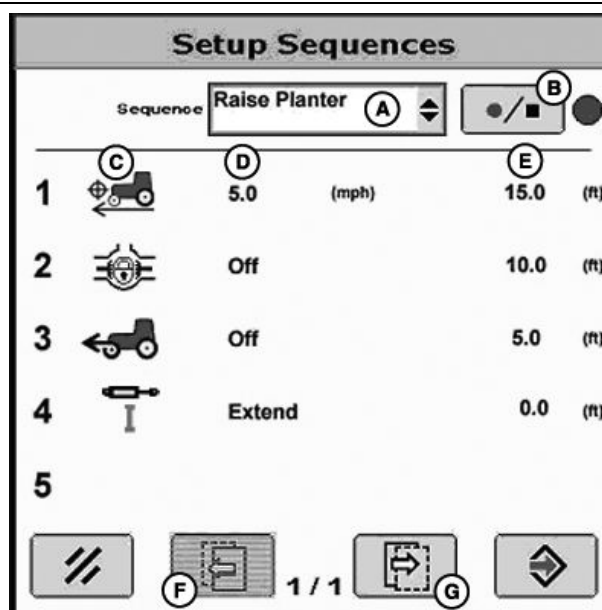 Setup Sequences
Sequence Raise Planter A B
C D E
1 5.0 (mph) 15.0 (ft)
2 Off 10.0 (ft)
3 Off 5.0 (ft)
4 Extend 0.0 (ft)
5
F 1/1 G